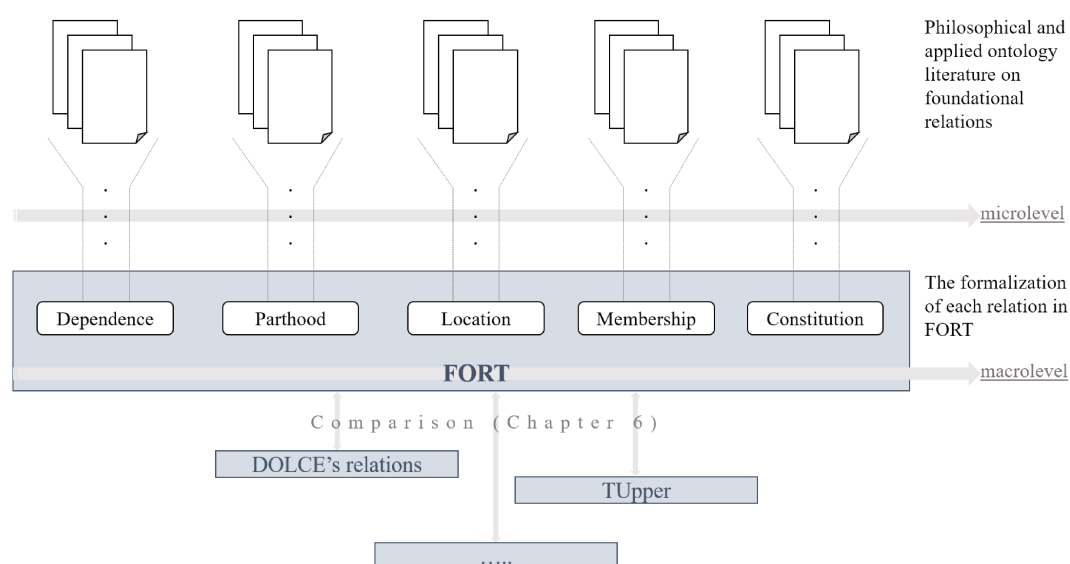 Philosophical and
applied ontology
literature on
foundational
relations
microlevel
The formalization
of each relation in
FORT
Dependence
Parthood
Location
Membership
Constitution
FORT
macrolevel
Comparison (Chapter 6)
DOLCE’s relations
TUpper
.....